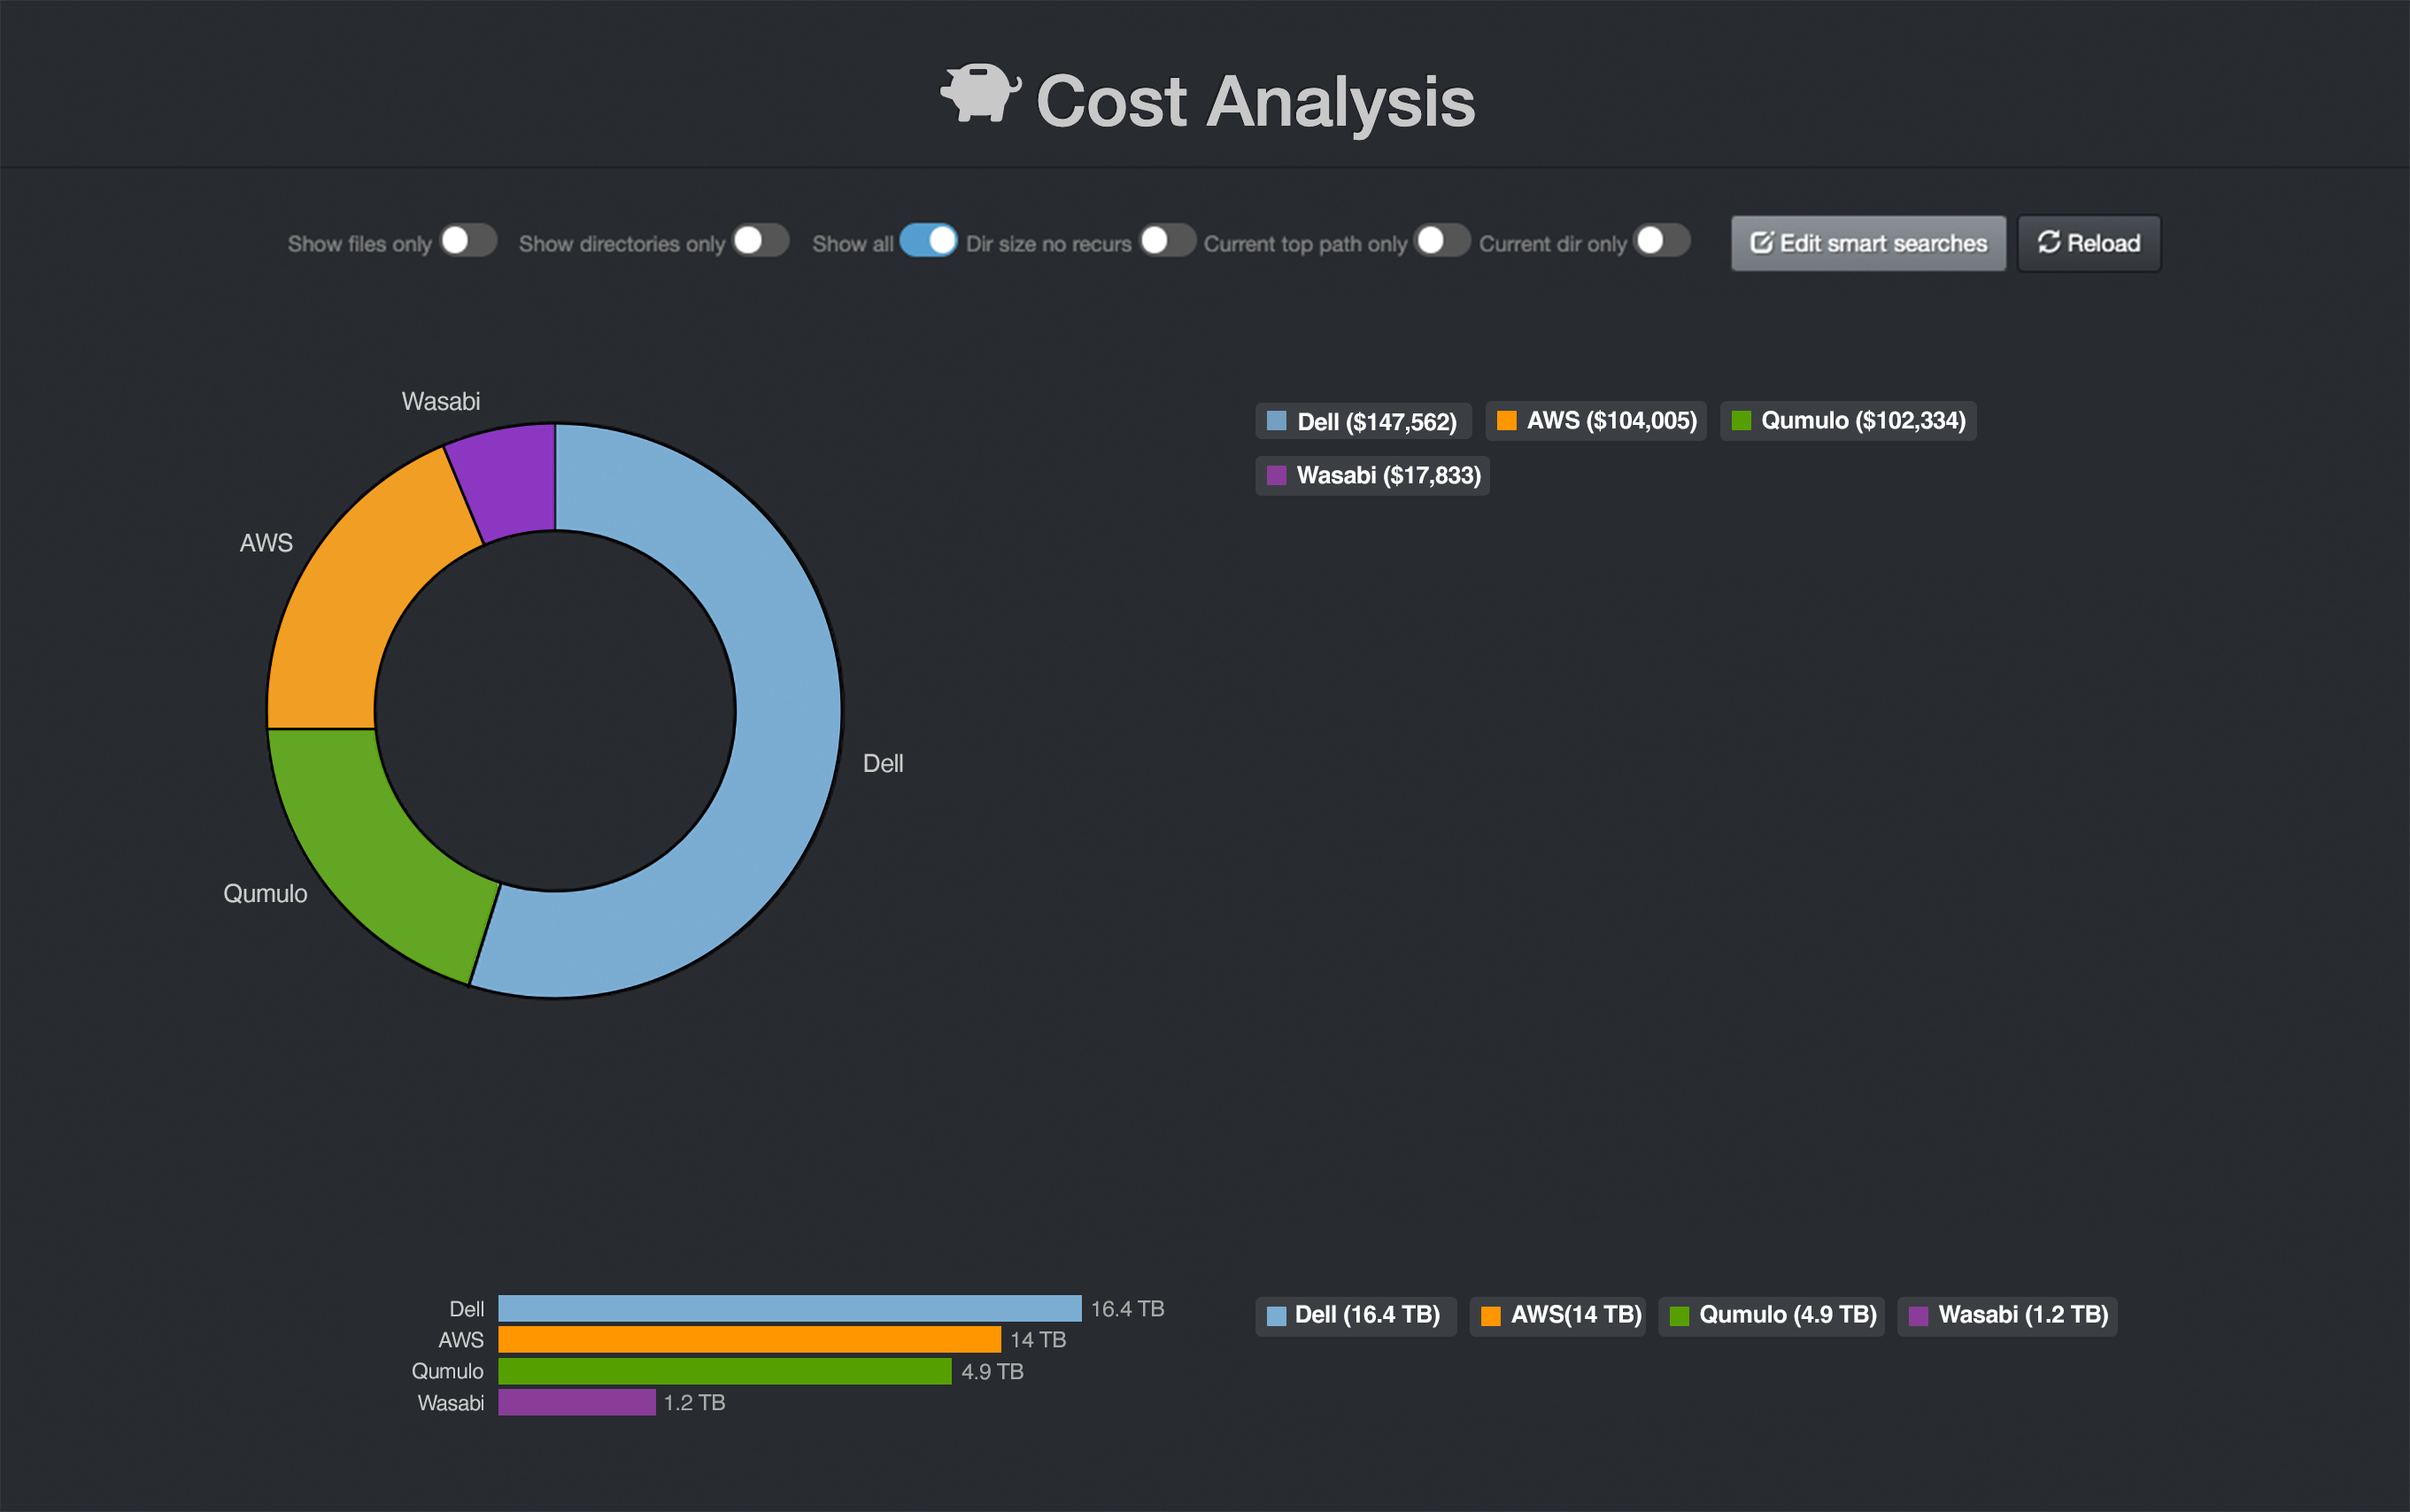 Cost Analysis
Show files only Show directories only Show all Dir size no recurs Current top path only Current dir only Edit smart searches Reload
Wasabi
AWS
Dell
Qumulo
Dell ($147,562) AWS ($104,005) Qumulo ($102,334)
Wasabi ($17,833)
Dell 16.4 TB
AWS 14 TB
Qumulo 4.9 TB
Wasabi 1.2 TB
Dell (16.4 TB) AWS(14 TB) Qumulo (4.9 TB) Wasabi (1.2 TB)